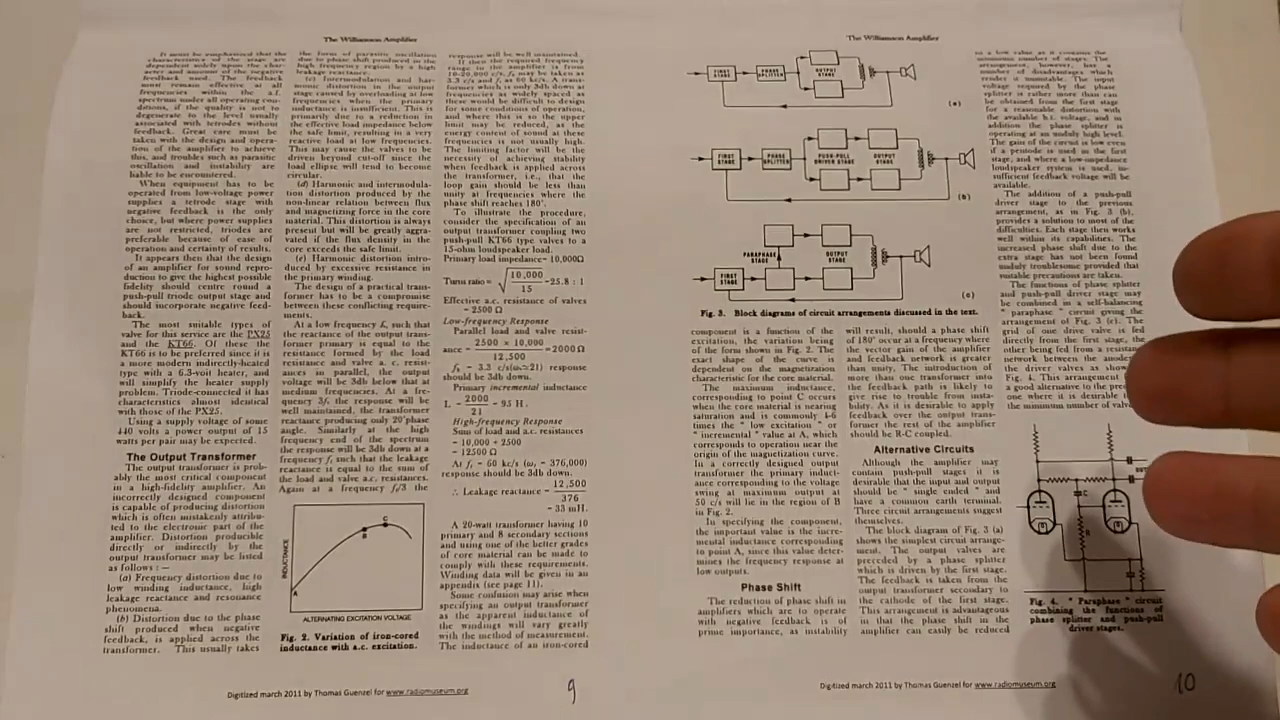 The Williamson Amplifier
It must be emphasized that the
characteristics of the stage are
dependent solely upon the char-
acter and amount of the negative
feedback used. The feedback
must remain effective at all
frequencies within the a.f.
spectrum under all operating con-
ditions, if the quality is not to
degenerate to the level usually
associated with tetrodes without
feedback. Great care must be
taken with the design and opera-
tion of the amplifier to achieve
this, and troubles such as parasitic
oscillation and instability are
liable to be encountered.
When equipment has to be
operated from low-voltage power
supplies a tetrode stage with
negative feedback is the only
choice, but where power supplies
are not restricted, triodes are
preferable because of ease of
operation and certainty of results.
It appears then that the design
of an amplifier for sound repro-
duction to give the highest possible
fidelity should centre round a
push-pull triode output stage and
should incorporate negative feed-
back.
The most suitable types of
valve for this service are the PX25
and the KT66. Of these the
KT66 is to be preferred since it is
a more modern indirectly-heated
type with a 6.3-volt heater, and
will simplify the heater supply
problem. Triode-connected it has
characteristics almost identical
with those of the PX25.
Using a supply voltage of some
440 volts a power output of 15
watts per pair may be expected.
The Output Transformer
The output transformer is prob-
ably the most critical component
in a high-fidelity amplifier. An
incorrectly designed component
is capable of producing distortion
which is often mistakenly attribu-
ted to the electronic part of the
amplifier. Distortion producible
directly or indirectly by the
output transformer may be listed
as follows :—
(a) Frequency distortion due to
low winding inductance, high
leakage reactance and resonance
phenomena.
(b) Distortion due to the phase
shift produced when negative
feedback, is applied across the
transformer. This usually takes
the form of parasitic oscillation
due to phase shift produced in the
high frequency region by a high
leakage reactance.
(c) Intermodulation and har-
monic distortion in the output
stage caused by overloading at low
frequencies when the primary
inductance is insufficient. This is
primarily due to a reduction in
the effective load impedance below
the safe limit, resulting in a very
reactive load at low frequencies.
This may cause the valves to be
driven beyond cut-off since the
load ellipse will tend to become
circular.
(d) Harmonic and intermodula-
tion distortion produced by the
non-linear relation between flux
and magnetizing force in the core
material. This distortion is always
present but will be greatly aggra-
vated if the flux density in the
core exceeds the safe limit.
(e) Harmonic distortion intro-
duced by excessive resistance in
the primary winding.
The design of a practical trans-
former has to be a compromise
between these conflicting require-
ments.
At a low frequency f₀ such that
the reactance of the output trans-
former primary is equal to the
resistance formed by the load
resistance and valve a. c. resist-
ances in parallel, the output
voltage will be 3db below that at
medium frequencies. At a fre-
quency 3f₀ the response will be
well maintained, the transformer
reactance producing only 20°phase
angle. Similarly at the high
frequency end of the spectrum
the response will be 3db down at
a frequency f₁ such that the leakage
reactance is equal to the sum of
the load and valve a.c. resistances.
Again at a frequency f₁/3 the
INDUCTANCE
A
B
C
ALTERNATING EXCITATION VOLTAGE
Fig. 2. Variation of iron-cored
inductance with a.c. excitation.
response will be well maintained.
If then the required frequency
range in the amplifier is from
10-20,000 c/s, f₀ may be taken as
3.3 c/s and f₁ as 60 kc/s. A trans-
former which is only 3db down at
frequencies as widely spaced as
these would be difficult to design
for some conditions of operation,
and where this is so the upper
limit may be reduced, as the
energy content of sound at these
frequencies is not usually high.
The limiting factor will be the
necessity of achieving stability
when feedback is applied across
the transformer, i.e., that the
loop gain should be less than
unity at frequencies where the
phase shift reaches 180°.
To illustrate the procedure,
consider the specification of an
output transformer coupling two
push-pull KT66 type valves to a
15-ohm loudspeaker load.
Primary load impedance= 10,000Ω
Turns ratio = √10,000/15 =25.8 : 1
Effective a.c. resistance of valves
= 2500 Ω
Low-frequency Response
Parallel load and valve resist-
ance = 2500 × 10,000/12,500 =2000Ω
f₀ = 3.3 c/s(ω₀≃21) response
should be 3db down.
Primary incremental inductance
L = 2000/21 = 95 H.
High-frequency Response
Sum of load and a.c. resistances
= 10,000 + 2500
= 12500 Ω
At f₁ = 60 kc/s (ω₁ = 376,000)
response should be 3db down.
∴ Leakage reactance = 12,500/376
= 33 mH.
A 20-watt transformer having 10
primary and 8 secondary sections
and using one of the better grades
of core material can be made to
comply with these requirements.
Winding data will be given in an
appendix (see page 11).
Some confusion may arise when
specifying an output transformer
as the apparent inductance of
the windings will vary greatly
with the method of measurement.
The inductance of an iron-cored
Digitized march 2011 by Thomas Guenzel for www.radiomuseum.org
9
The Williamson Amplifier
FIRST STAGE
PHASE SPLITTER
OUTPUT STAGE
(a)
FIRST STAGE
PHASE SPLITTER
PUSH-PULL DRIVER STAGE
OUTPUT STAGE
(b)
FIRST STAGE
PARAPHASE STAGE
OUTPUT STAGE
(c)
Fig. 3. Block diagrams of circuit arrangements discussed in the text.
component is a function of the
excitation, the variation being
of the form shown in Fig. 2. The
exact shape of the curve is
dependent on the magnetization
characteristic for the core material.
The maximum inductance,
corresponding to point C occurs
when the core material is nearing
saturation and is commonly 4-6
times the " low excitation " or
" incremental " value at A, which
corresponds to operation near the
origin of the magnetization curve.
In a correctly designed output
transformer the primary induct-
ance corresponding to the voltage
swing at maximum output at
50 c/s will lie in the region of B
in Fig. 2.
In specifying the component,
the important value is the incre-
mental inductance corresponding
to point A, since this value deter-
mines the frequency response at
low outputs.
Phase Shift
The reduction of phase shift in
amplifiers which are to operate
with negative feedback is of
prime importance, as instability
will result, should a phase shift
of 180° occur at a frequency where
the vector gain of the amplifier
and feedback network is greater
than unity. The introduction of
more than one transformer into
the feedback path is likely to
give rise to trouble from insta-
bility. As it is desirable to apply
feedback over the output trans-
former the rest of the amplifier
should be R-C coupled.
Alternative Circuits
Although the amplifier may
contain push-pull stages it is
desirable that the input and output
should be " single ended " and
have a common earth terminal.
Three circuit arrangements suggest
themselves.
The block diagram of Fig. 3 (a)
shows the simplest circuit arrange-
ment. The output valves are
preceded by a phase splitter
which is driven by the first stage.
The feedback is taken from the
output transformer secondary to
the cathode of the first stage.
This arrangement is advantageous
in that the phase shift in the
amplifier can easily be reduced
to a low value as it contains the
minimum number of stages. The
arrangement, however, has a
number of disadvantages which
render it unsuitable. The input
voltage required by the phase
splitter is rather more than can
be obtained from the first stage
for a reasonable distortion with
the available h.t. voltage, and in
addition the phase splitter is
operating at an unduly high level.
The gain of the circuit is low even
if a pentode is used in the first
stage, and where a low-impedance
loudspeaker system is used, in-
sufficient feedback voltage will be
available.
The addition of a push-pull
driver stage to the previous
arrangement, as in Fig. 3 (b),
provides a solution to most of the
difficulties. Each stage then works
well within its capabilities. The
increased phase shift due to the
extra stage has not been found
unduly troublesome provided that
suitable precautions are taken.
The functions of phase splitter
and push-pull driver stage may
be combined in a self-balancing
" paraphase " circuit giving the
arrangement of Fig. 3 (c). The
grid of one drive valve is fed
directly from the first stage, the
other being fed from a resistance
network between the anodes
the driver valves as shown
Fig. 4. This arrangement
a good alternative to the
one where it is desirable
the minimum number of
C
R
Fig. 4. " Paraphase " circuit
combining the functions of
phase splitter and push-pull
driver stages.
Digitized march 2011 by Thomas Guenzel for www.radiomuseum.org
10